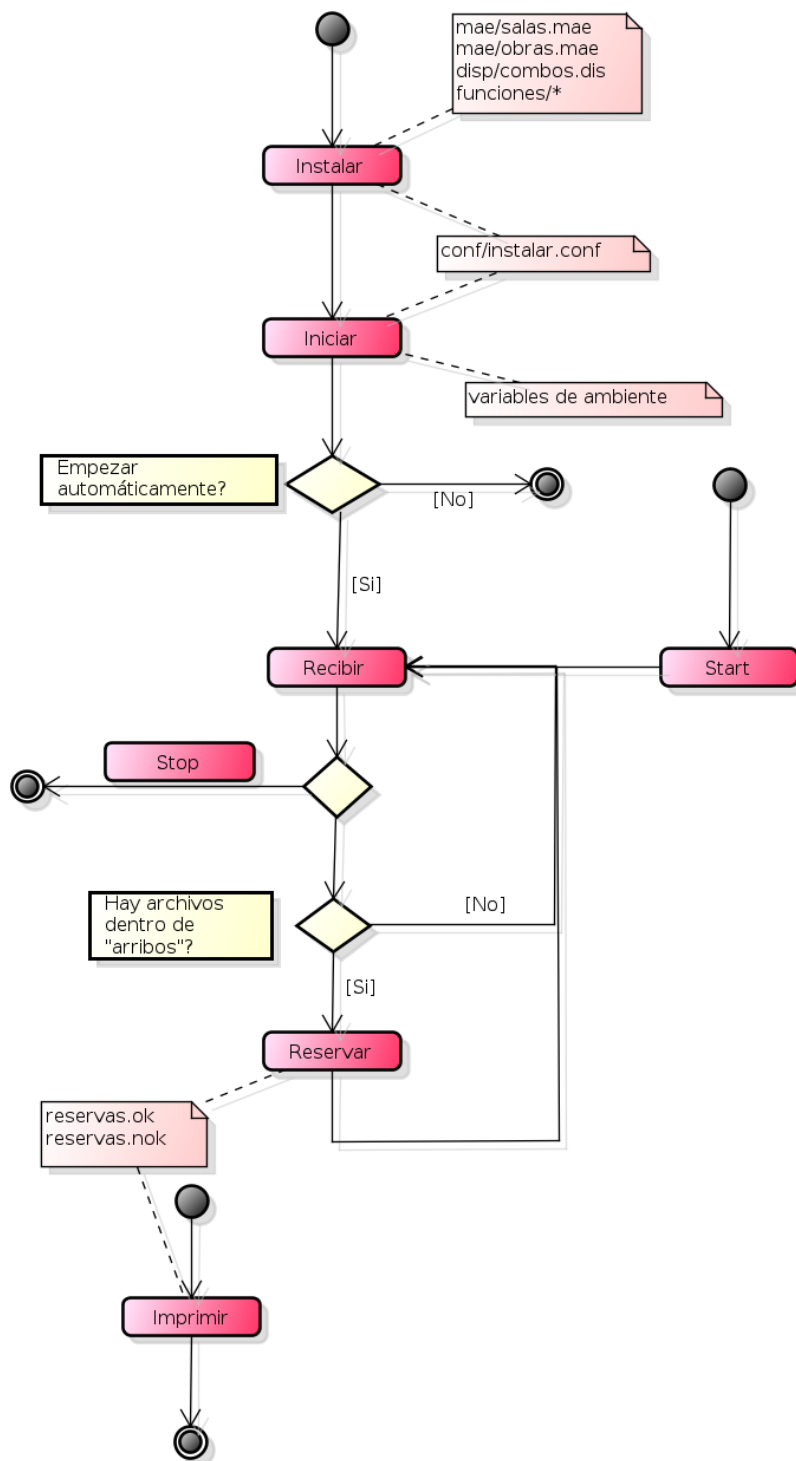 mae/salas.mae
mae/obras.mae
disp/combos.dis
funciones/*
Instalar
conf/instalar.conf
Iniciar
variables de ambiente
Empezar
automáticamente?
[No]
[Si]
Recibir
Start
Stop
Hay archivos
dentro de
"arribos"?
[No]
[Si]
Reservar
reservas.ok
reservas.nok
Imprimir